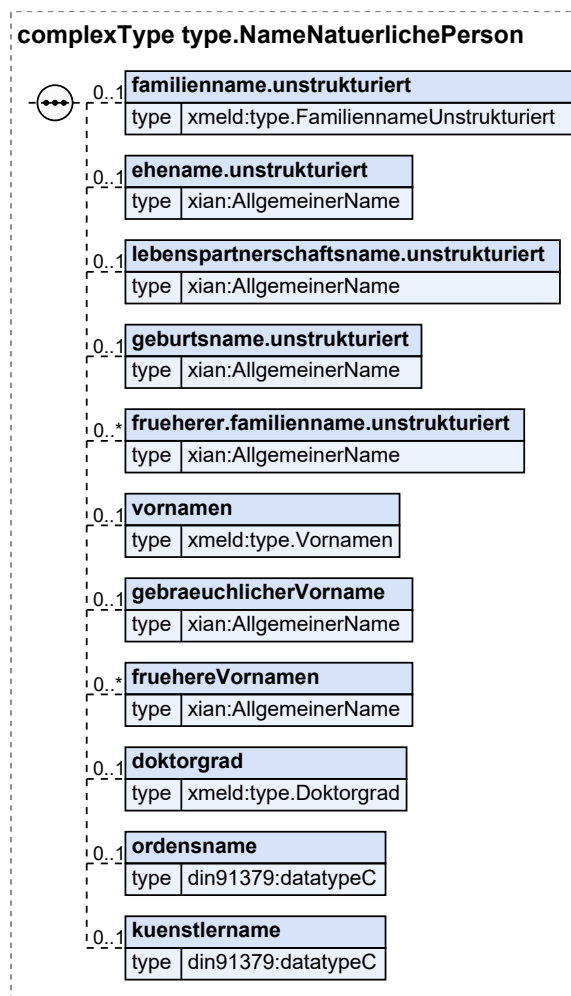 complexType type.NameNatuerlichePerson
0..1 familienname.unstrukturiert
type xmeld:type.FamiliennameUnstrukturiert
0..1 ehename.unstrukturiert
type xian:AllgemeinerName
0..1 lebenspartnerschaftsname.unstrukturiert
type xian:AllgemeinerName
0..1 geburtsname.unstrukturiert
type xian:AllgemeinerName
0..* frueherer.familienname.unstrukturiert
type xian:AllgemeinerName
0..1 vornamen
type xmeld:type.Vornamen
0..1 gebraeuchlicherVorname
type xian:AllgemeinerName
0..* fruehereVornamen
type xian:AllgemeinerName
0..1 doktorgrad
type xmeld:type.Doktorgrad
0..1 ordensname
type din91379:datatypeC
0..1 kuenstlername
type din91379:datatypeC